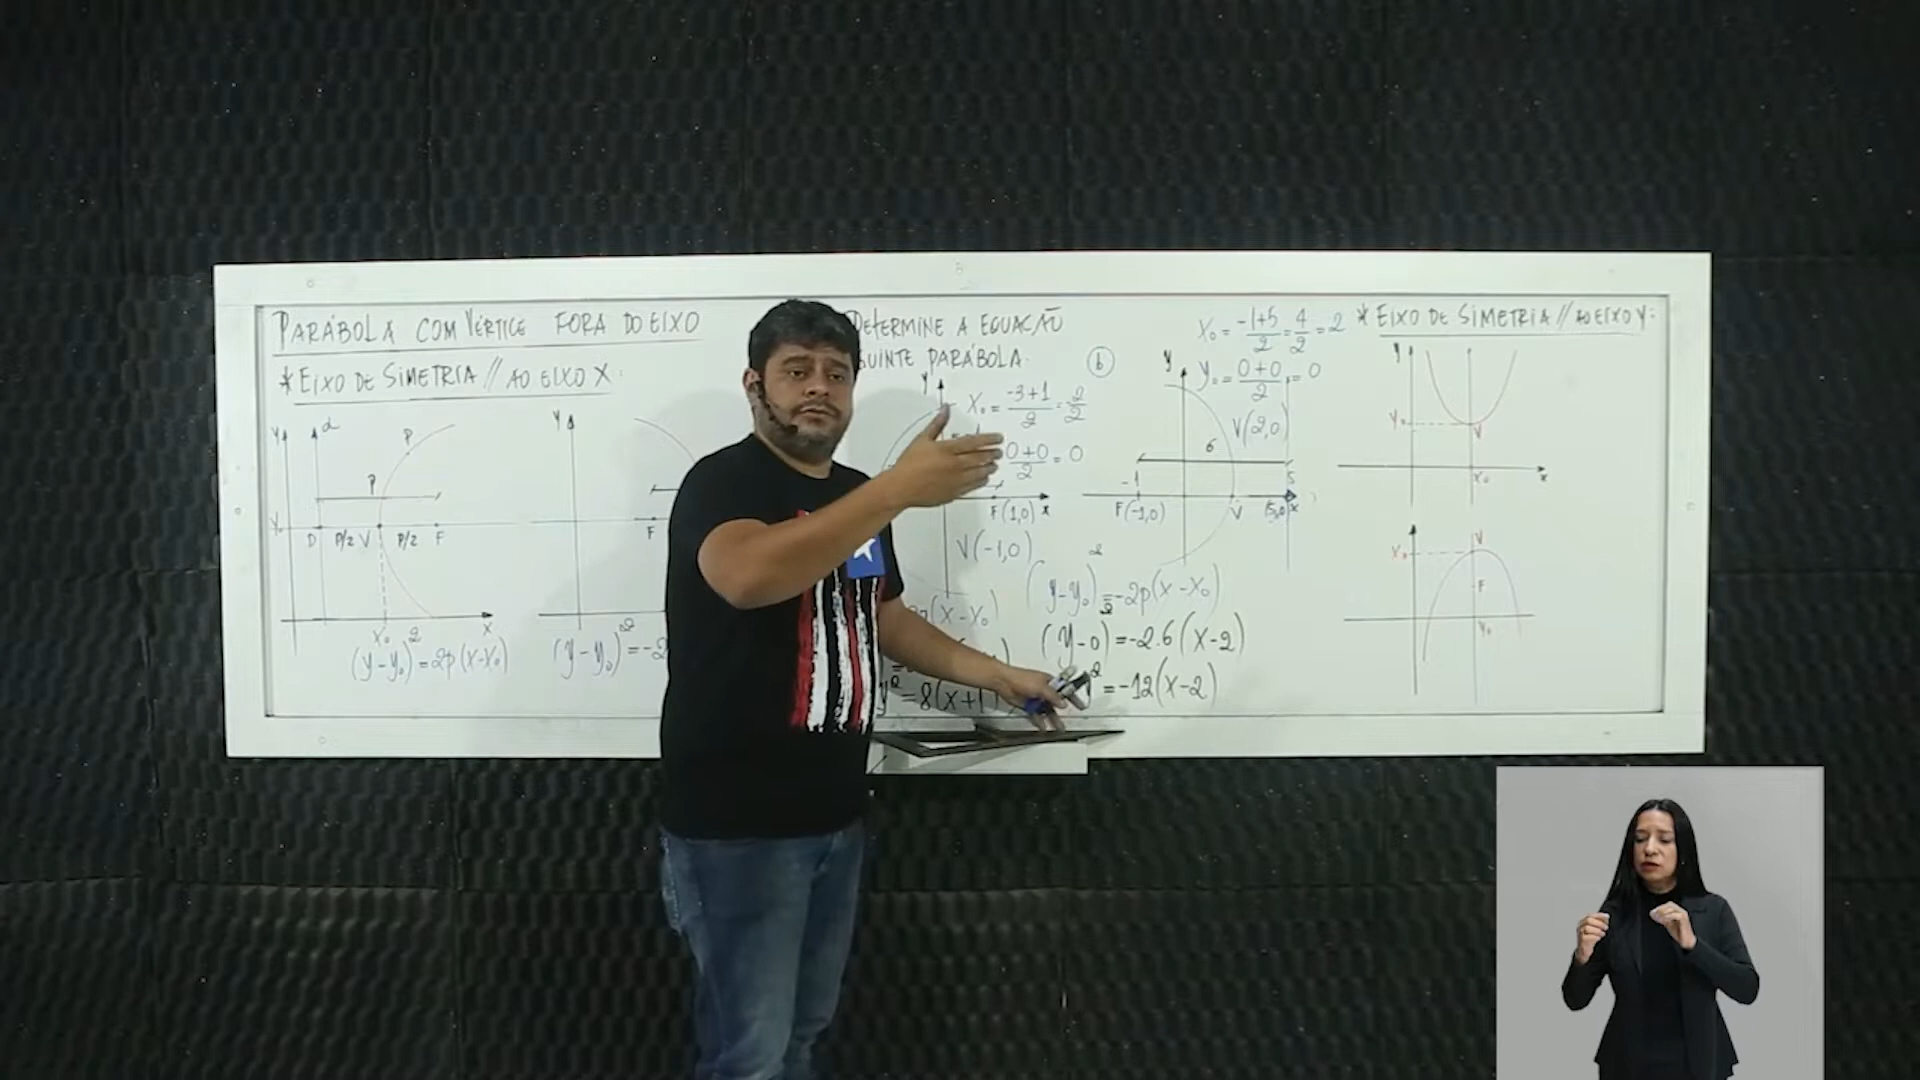 PARÁBOLA COM VÉRTICE FORA DO EIXO
* EIXO DE SIMETRIA // AO EIXO X:
Y d
P
P
Y₀
D P/2 V P/2 F
X₀ X
(y-y₀)²=2p(x-x₀)
Y
F
(y-y₀)²=-2
DETERMINE A EQUAÇÃO
GUINTE PARÁBOLA.
Y
X₀ = -3+1/2 = -2/2
0+0/2 = 0
F(1,0) X
V(-1,0)
(X-X₀)
y²=8(x+1
b
X₀ = -1+5/2 = 4/2 = 2
Y₀ = 0+0/2 = 0
y
V(2,0)
6
-1 5
F(-1,0) V (5,0) X
(y-y₀)²=-2p(x-x₀)
(y-0)²=-2.6(x-2)
²=-12(x-2)
* EIXO DE SIMETRIA // AO EIXO Y:
Y
Y₀ V
X₀ X
X₀ V
F
Y₀